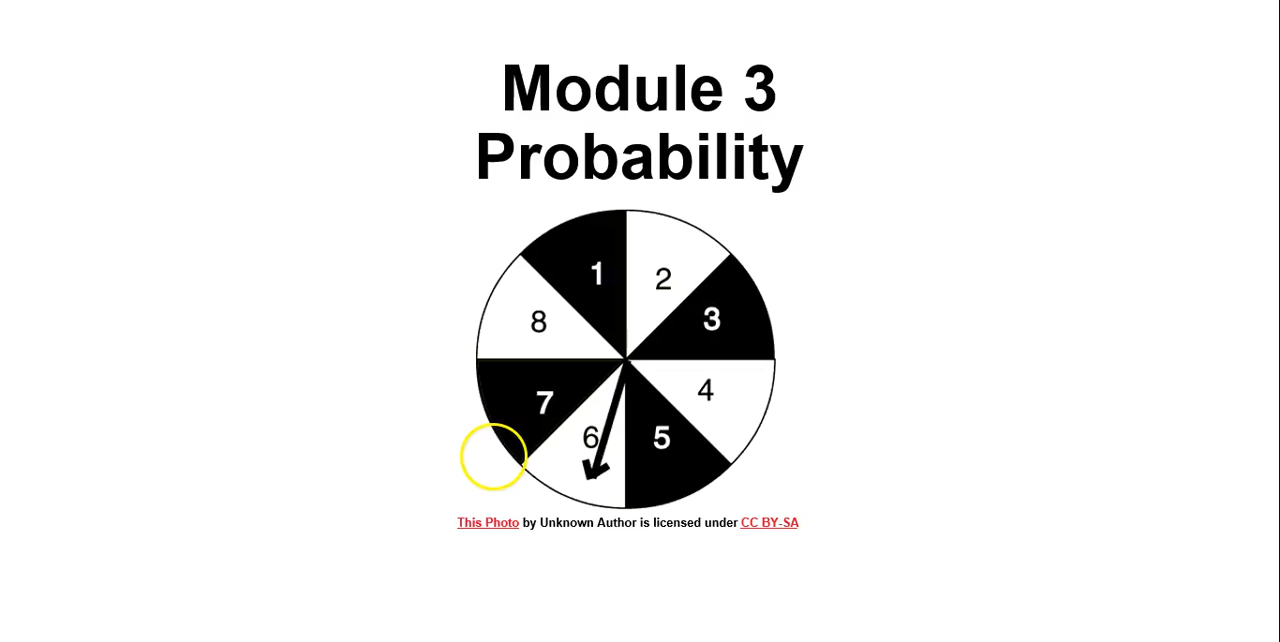 Module 3
Probability
1
2
8
3
7
4
6
5
This Photo by Unknown Author is licensed under CC BY-SA